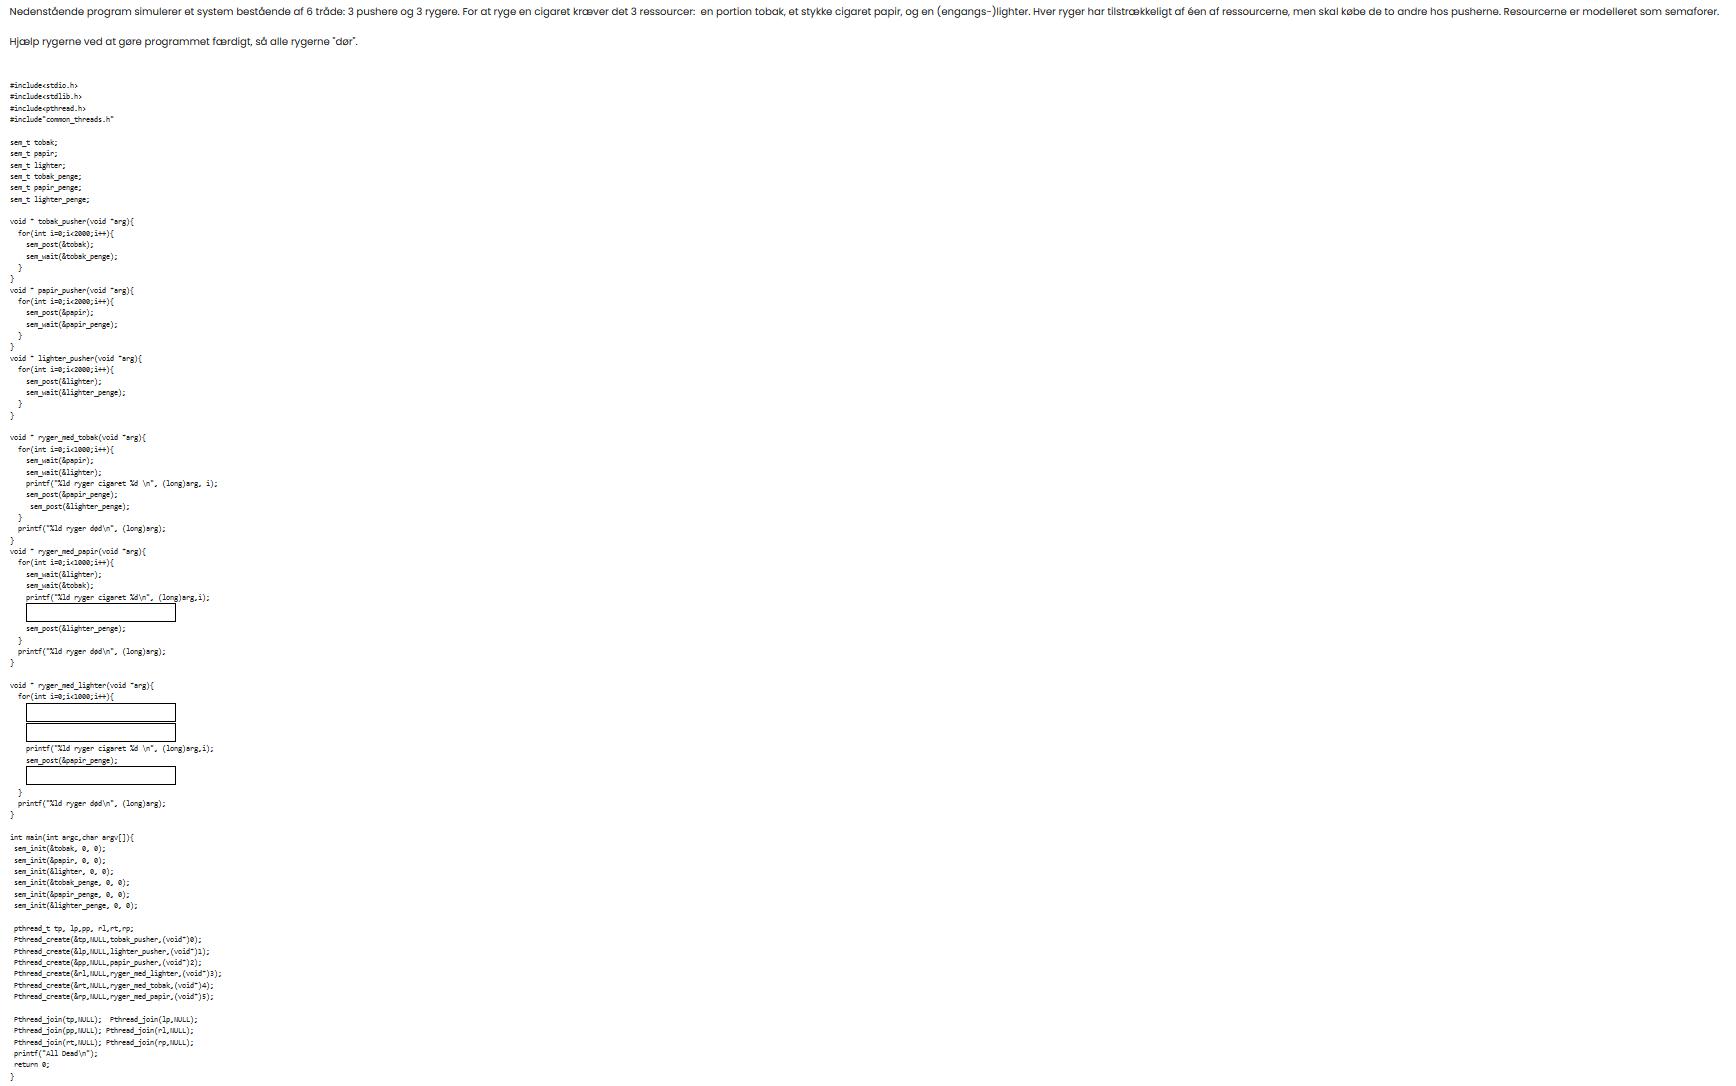 Nedenstående program simulerer et system bestående af 6 tråde: 3 pushere og 3 rygere. For at ryge en cigaret kræver det 3 ressourcer: en portion tobak, et stykke cigaret papir, og en (engangs-)lighter. Hver ryger har tilstrækkeligt af éen af ressourcerne, men skal købe de to andre hos pusherne. Resourcerne er modelleret som semaforer.
Hjælp rygerne ved at gøre programmet færdigt, så alle rygerne "dør".
#include<stdio.h>
#include<stdlib.h>
#include<pthread.h>
#include"common_threads.h"
sem_t tobak;
sem_t papir;
sem_t lighter;
sem_t tobak_penge;
sem_t papir_penge;
sem_t lighter_penge;
void * tobak_pusher(void *arg){
for(int i=0;i<2000;i++){
sem_post(&tobak);
sem_wait(&tobak_penge);
}
}
void * papir_pusher(void *arg){
for(int i=0;i<2000;i++){
sem_post(&papir);
sem_wait(&papir_penge);
}
}
void * lighter_pusher(void *arg){
for(int i=0;i<2000;i++){
sem_post(&lighter);
sem_wait(&lighter_penge);
}
}
void * ryger_med_tobak(void *arg){
for(int i=0;i<1000;i++){
sem_wait(&papir);
sem_wait(&lighter);
printf("%ld ryger cigaret %d \n", (long)arg, i);
sem_post(&papir_penge);
sem_post(&lighter_penge);
}
printf("%ld ryger død\n", (long)arg);
}
void * ryger_med_papir(void *arg){
for(int i=0;i<1000;i++){
sem_wait(&lighter);
sem_wait(&tobak);
printf("%ld ryger cigaret %d\n", (long)arg,i);
sem_post(&lighter_penge);
}
printf("%ld ryger død\n", (long)arg);
}
void * ryger_med_lighter(void *arg){
for(int i=0;i<1000;i++){
printf("%ld ryger cigaret %d \n", (long)arg,i);
sem_post(&papir_penge);
}
printf("%ld ryger død\n", (long)arg);
}
int main(int argc,char argv[]){
sem_init(&tobak, 0, 0);
sem_init(&papir, 0, 0);
sem_init(&lighter, 0, 0);
sem_init(&tobak_penge, 0, 0);
sem_init(&papir_penge, 0, 0);
sem_init(&lighter_penge, 0, 0);
pthread_t tp, lp,pp, rl,rt,rp;
Pthread_create(&tp,NULL,tobak_pusher,(void*)0);
Pthread_create(&lp,NULL,lighter_pusher,(void*)1);
Pthread_create(&pp,NULL,papir_pusher,(void*)2);
Pthread_create(&rl,NULL,ryger_med_lighter,(void*)3);
Pthread_create(&rt,NULL,ryger_med_tobak,(void*)4);
Pthread_create(&rp,NULL,ryger_med_papir,(void*)5);
Pthread_join(tp,NULL); Pthread_join(lp,NULL);
Pthread_join(pp,NULL); Pthread_join(rl,NULL);
Pthread_join(rt,NULL); Pthread_join(rp,NULL);
printf("All Dead\n");
return 0;
}